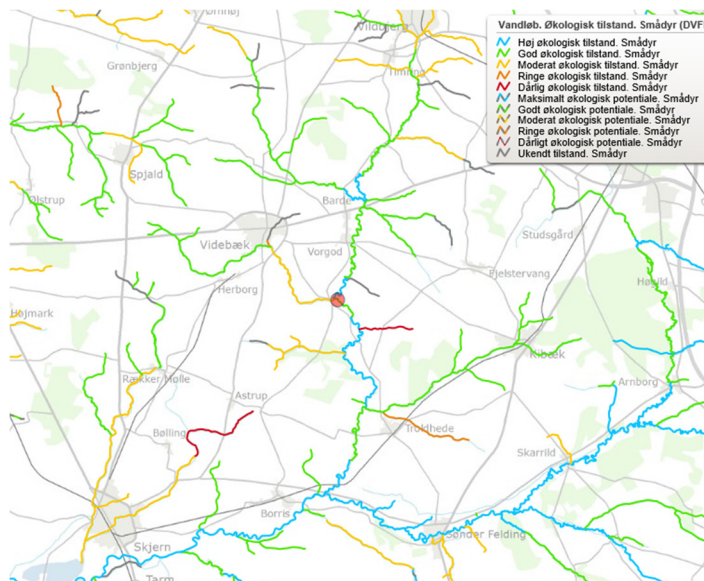 Vandløb. Økologisk tilstand. Smådyr (DVF
Høj økologisk tilstand. Smådyr
God økologisk tilstand. Smådyr
Moderat økologisk tilstand. Smådyr
Ringe økologisk tilstand. Smådyr
Dårlig økologisk tilstand. Smådyr
Maksimalt økologisk potentiale. Smådyr
Godt økologisk potentiale. Smådyr
Moderat økologisk potentiale. Smådyr
Ringe økologisk potentiale. Smådyr
Dårligt økologisk potentiale. Smådyr
Ukendt tilstand. Smådyr
Vildbjerg
Grønbjerg
Timring
Spjald
Ølstrup
Barde
Videbæk
Vorgod
Studsgård
Fjelstervang
Herborg
Høgild
Højmark
Kibæk
Rækker Mølle
Arnborg
Astrup
Bølling
Troldhede
Skarrild
Borris
Sønder Felding
Skjern
Tarm